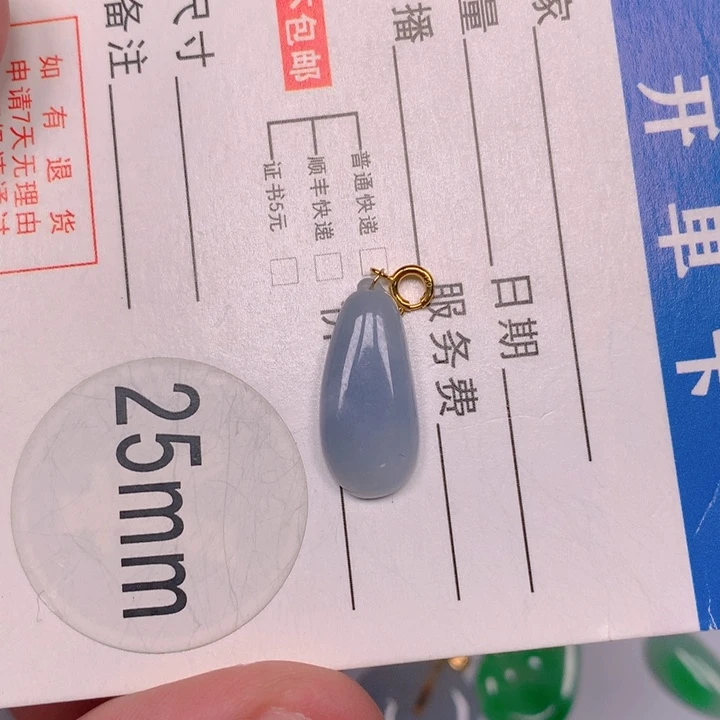 开单卡
家
日期
量
播
服务费
包邮
普通快递
顺丰快递
证书5元
尺寸
备注
如有退货
申请7天无理由
25mm